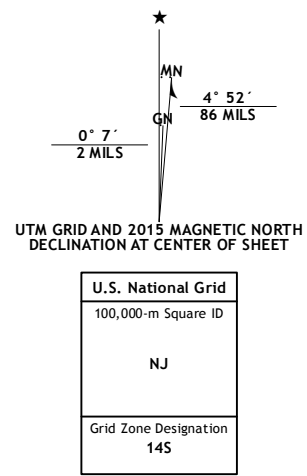 ★
MN
GN
4° 52´
86 MILS
0° 7´
2 MILS
UTM GRID AND 2015 MAGNETIC NORTH
DECLINATION AT CENTER OF SHEET
U.S. National Grid
100,000-m Square ID
NJ
Grid Zone Designation
14S